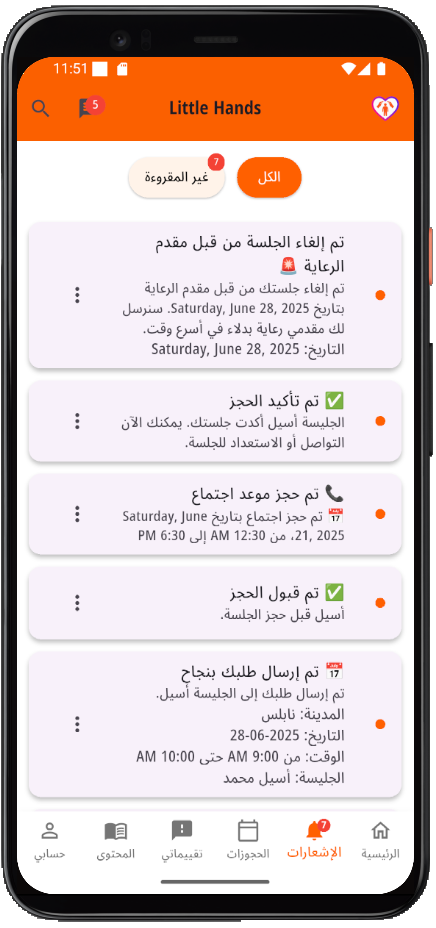 11:51
5
Little Hands
الكل
غير المقروءة
7
تم إلغاء الجلسة من قبل مقدم
الرعاية 🚨
تم إلغاء جلستك من قبل مقدم الرعاية
بتاريخ Saturday, June 28, 2025. سنرسل
لك مقدمي رعاية بدلاء في أسرع وقت.
التاريخ: Saturday, June 28, 2025
✅ تم تأكيد الحجز
الجليسة أسيل أكدت جلستك. يمكنك الآن
التواصل أو الاستعداد للجلسة.
📞 تم حجز موعد اجتماع
📅 تم حجز اجتماع بتاريخ Saturday, June
21, 2025، من 12:30 AM إلى 6:30 PM
✅ تم قبول الحجز
أسيل قبل حجز الجلسة.
📅 تم إرسال طلبك بنجاح
تم إرسال طلبك إلى الجليسة أسيل.
المدينة: نابلس
التاريخ: 2025-06-28
الوقت: من 9:00 AM حتى 10:00 AM
الجليسة: أسيل محمد
7
الرئيسية
الإشعارات
الحجوزات
تقييماتي
المحتوى
حسابي